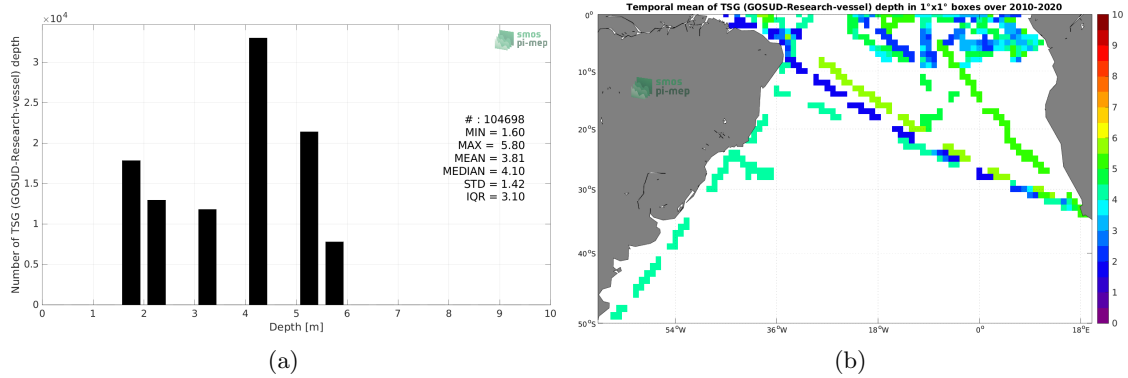 ×10⁴
3
2.5
2
1.5
1
0.5
0
Number of TSG (GOSUD-Research-vessel) depth
smos
pi-mep
# : 104698
MIN = 1.60
MAX = 5.80
MEAN = 3.81
MEDIAN = 4.10
STD = 1.42
IQR = 3.10
0 1 2 3 4 5 6 7 8 9 10
Depth [m]
(a)
Temporal mean of TSG (GOSUD-Research-vessel) depth in 1°x1° boxes over 2010-2020
0°
10°S
20°S
30°S
40°S
50°S
smos
pi-mep
54°W 36°W 18°W 0° 18°E
10
9
8
7
6
5
4
3
2
1
0
(b)